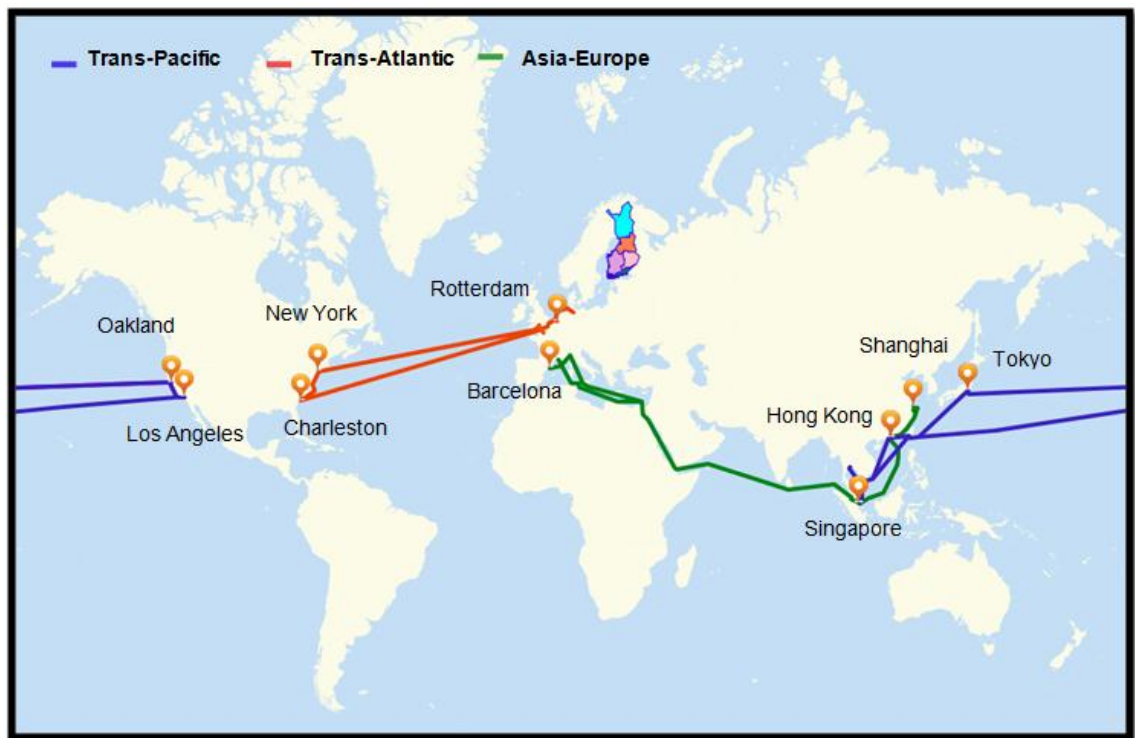 Trans-Pacific Trans-Atlantic Asia-Europe
Rotterdam
New York
Oakland
Shanghai
Tokyo
Barcelona
Hong Kong
Charleston
Los Angeles
Singapore